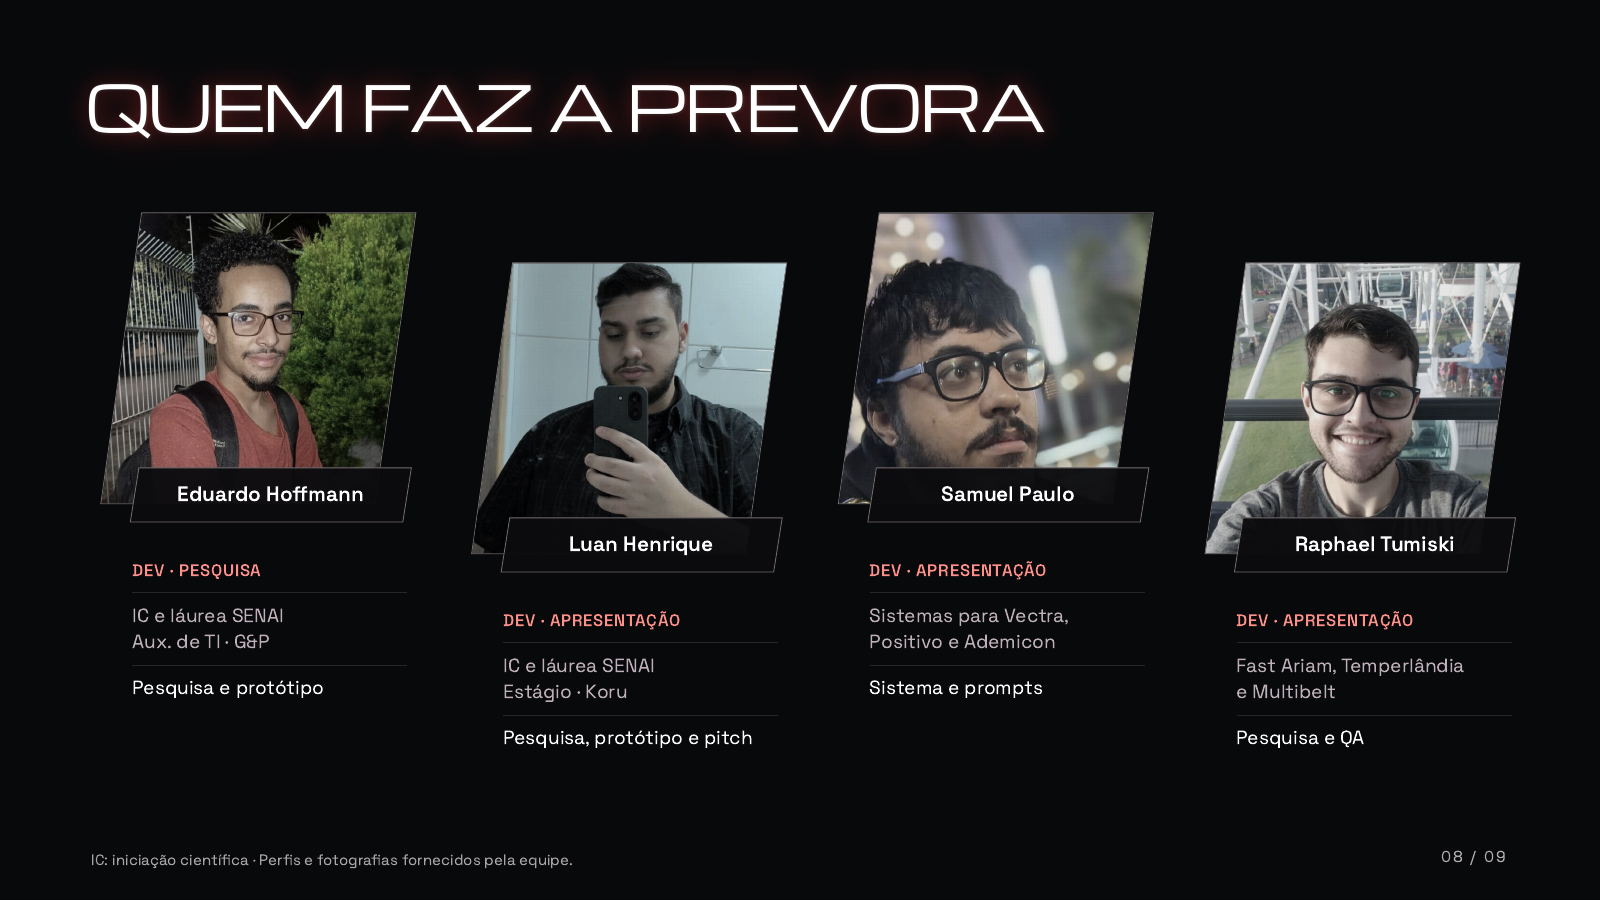 QUEM FAZ A PREVORA
Eduardo Hoffmann
DEV · PESQUISA
IC e láurea SENAI
Aux. de TI · G&P
Pesquisa e protótipo
Luan Henrique
DEV · APRESENTAÇÃO
IC e láurea SENAI
Estágio · Koru
Pesquisa, protótipo e pitch
Samuel Paulo
DEV · APRESENTAÇÃO
Sistemas para Vectra,
Positivo e Ademicon
Sistema e prompts
Raphael Tumiski
DEV · APRESENTAÇÃO
Fast Ariam, Temperlândia
e Multibelt
Pesquisa e QA
IC: iniciação científica · Perfis e fotografias fornecidos pela equipe.
08 / 09